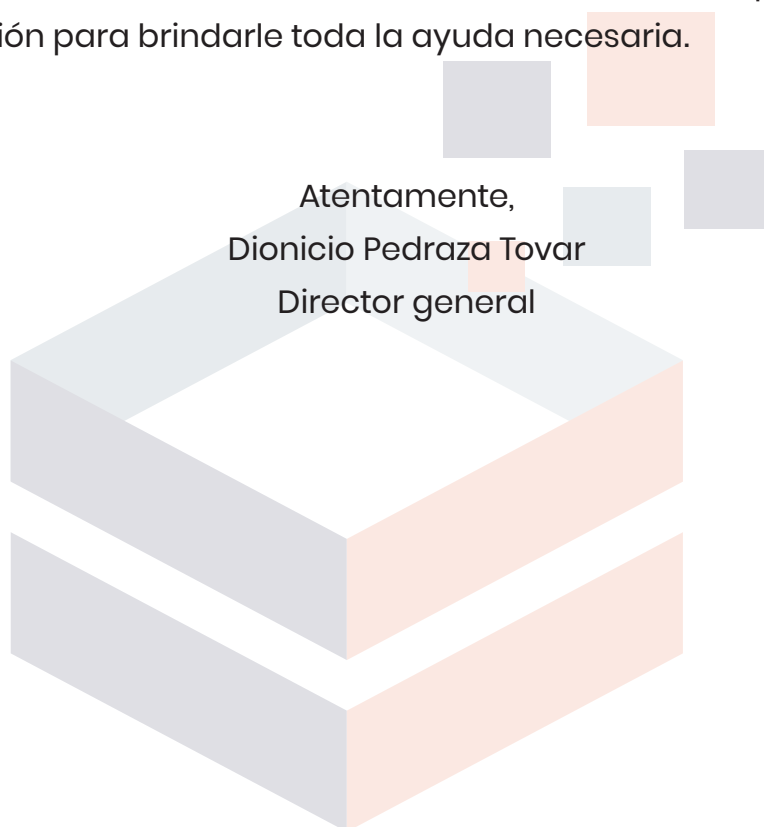 ión para brindarle toda la ayuda necesaria.
Atentamente,
Dionicio Pedraza Tovar
Director general